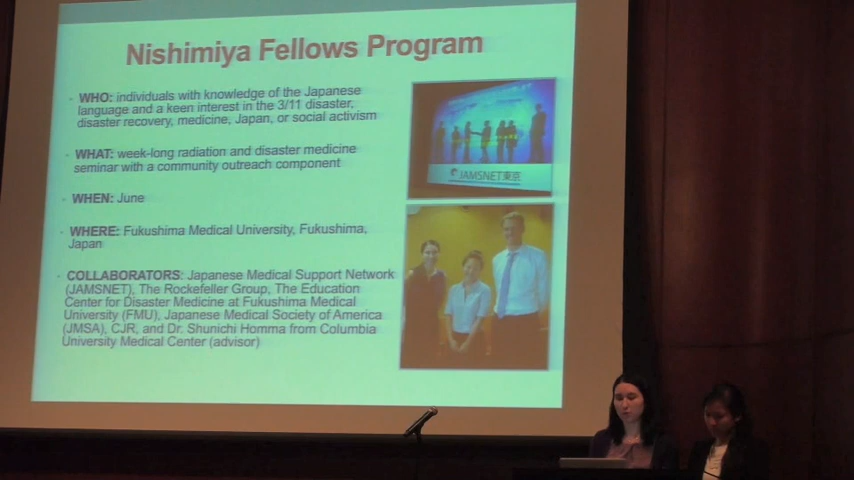 Nishimiya Fellows Program
WHO: individuals with knowledge of the Japanese
language and a keen interest in the 3/11 disaster,
disaster recovery, medicine, Japan, or social activism
WHAT: week-long radiation and disaster medicine
seminar with a community outreach component
WHEN: June
WHERE: Fukushima Medical University, Fukushima,
Japan
COLLABORATORS: Japanese Medical Support Network
(JAMSNET), The Rockefeller Group, The Education
Center for Disaster Medicine at Fukushima Medical
University (FMU), Japanese Medical Society of America
(JMSA), CJR, and Dr. Shunichi Homma from Columbia
University Medical Center (advisor)
JAMSNET東京